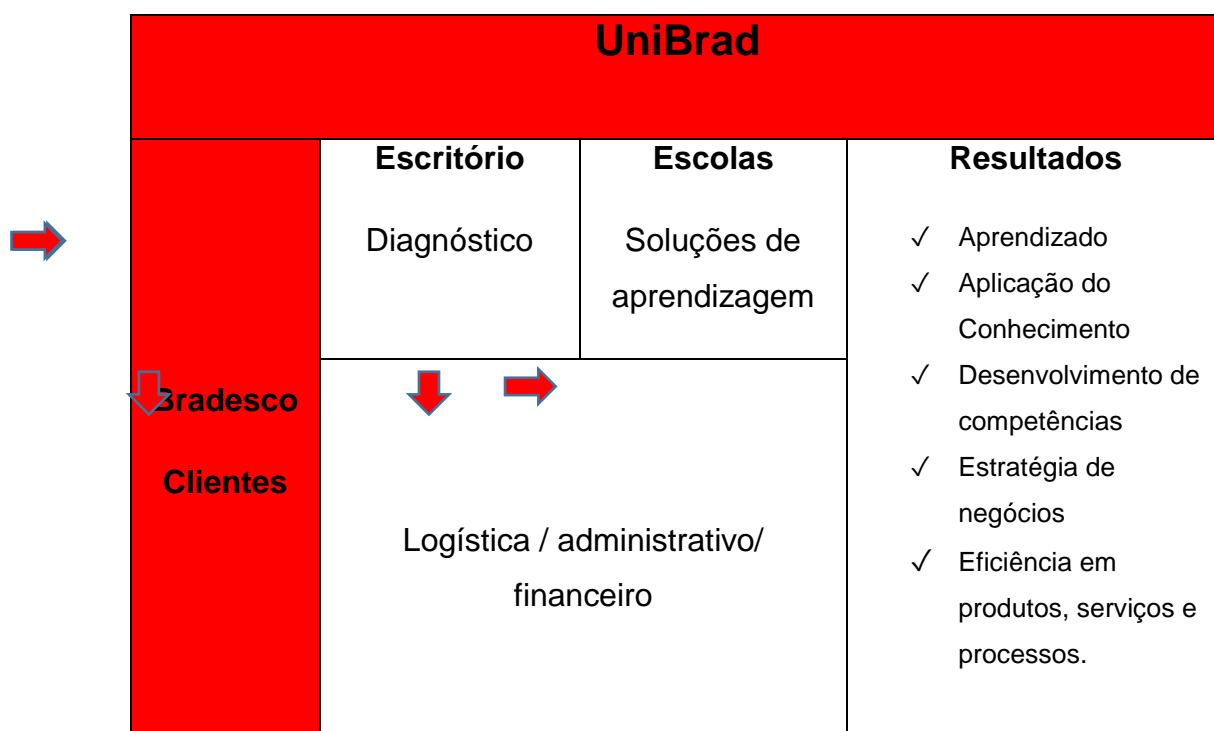 UniBrad
Escritório
Diagnóstico
Escolas
Soluções de
aprendizagem
Resultados
✓ Aprendizado
✓ Aplicação do
Conhecimento
✓ Desenvolvimento de
competências
✓ Estratégia de
negócios
✓ Eficiência em
produtos, serviços e
processos.
Bradesco
Clientes
Logística / administrativo/
financeiro